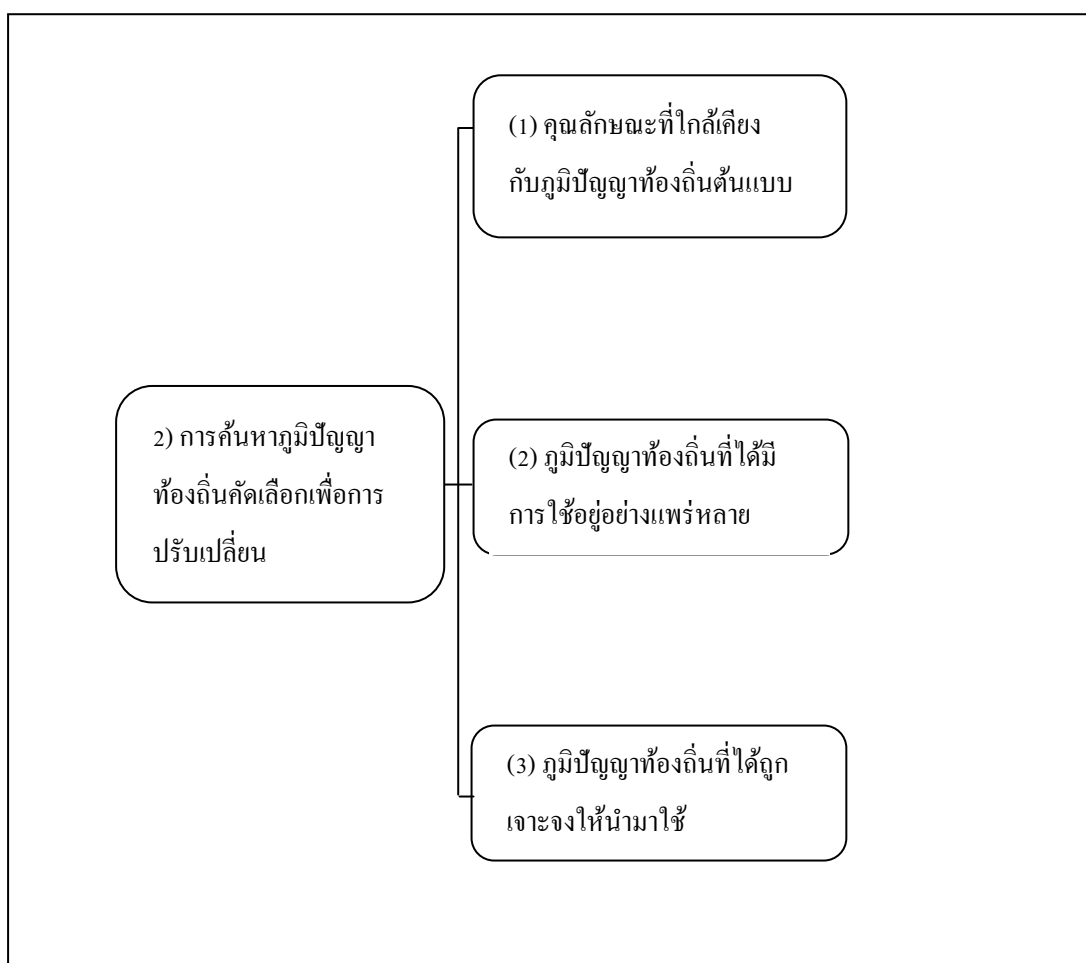 (1) คุณลักษณะที่ใกล้เคียง
กับภูมิปัญญาท้องถิ่นต้นแบบ
2) การค้นหาภูมิปัญญา
ท้องถิ่นคัดเลือกเพื่อการ
ปรับเปลี่ยน
(2) ภูมิปัญญาท้องถิ่นที่ได้มี
การใช้อยู่อย่างแพร่หลาย
(3) ภูมิปัญญาท้องถิ่นที่ได้ถูก
เจาะจงให้นำมาใช้